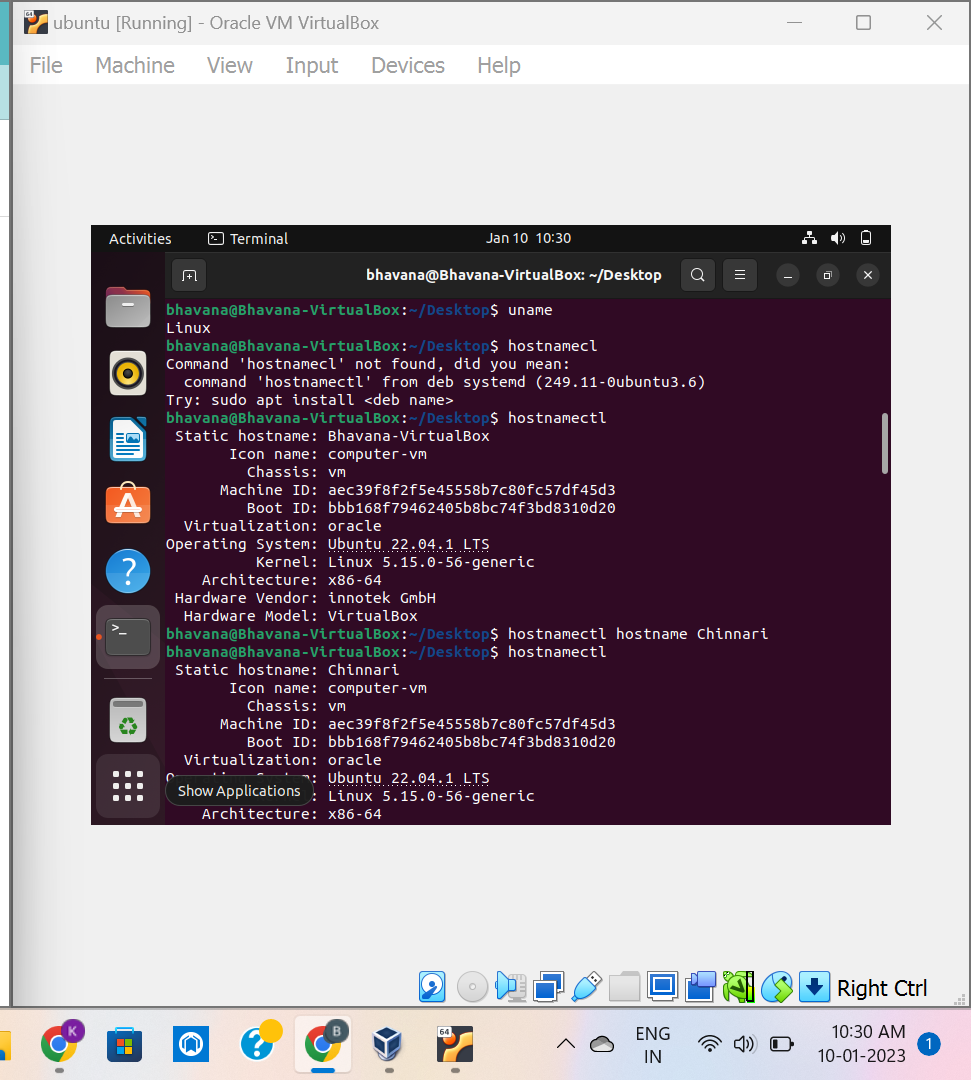 ubuntu [Running] - Oracle VM VirtualBox
File Machine View Input Devices Help
Activities Terminal Jan 10 10:30
bhavana@Bhavana-VirtualBox: ~/Desktop
bhavana@Bhavana-VirtualBox:~/Desktop$ uname
Linux
bhavana@Bhavana-VirtualBox:~/Desktop$ hostnamecl
Command 'hostnamecl' not found, did you mean:
  command 'hostnamectl' from deb systemd (249.11-0ubuntu3.6)
Try: sudo apt install <deb name>
bhavana@Bhavana-VirtualBox:~/Desktop$ hostnamectl
Static hostname: Bhavana-VirtualBox
Icon name: computer-vm
Chassis: vm
Machine ID: aec39f8f2f5e45558b7c80fc57df45d3
Boot ID: bbb168f79462405b8bc74f3bd8310d20
Virtualization: oracle
Operating System: Ubuntu 22.04.1 LTS
Kernel: Linux 5.15.0-56-generic
Architecture: x86-64
Hardware Vendor: innotek GmbH
Hardware Model: VirtualBox
bhavana@Bhavana-VirtualBox:~/Desktop$ hostnamectl hostname Chinnari
bhavana@Bhavana-VirtualBox:~/Desktop$ hostnamectl
Static hostname: Chinnari
Icon name: computer-vm
Chassis: vm
Machine ID: aec39f8f2f5e45558b7c80fc57df45d3
Boot ID: bbb168f79462405b8bc74f3bd8310d20
Virtualization: oracle
Ubuntu 22.04.1 LTS
Show Applications : Linux 5.15.0-56-generic
Architecture: x86-64
Right Ctrl
64
K
B
64
ENG
IN
10:30 AM
10-01-2023
1